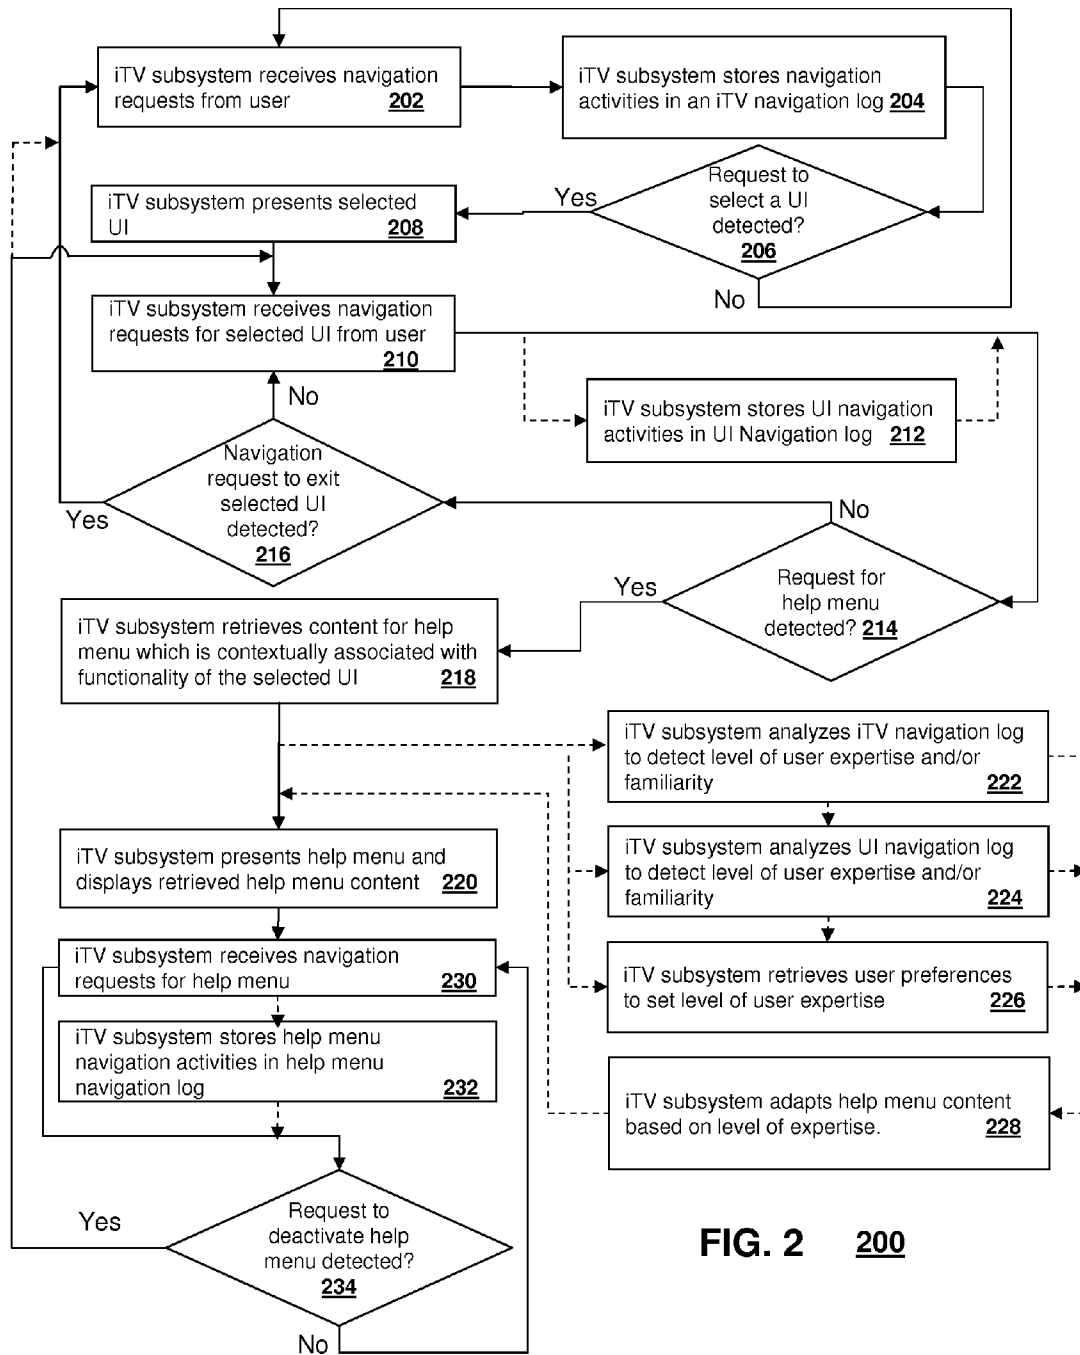 iTV subsystem receives navigation
requests from user 202
iTV subsystem stores navigation
activities in an iTV navigation log 204
Request to
select a UI
detected?
206
Yes
No
iTV subsystem presents selected
UI 208
iTV subsystem receives navigation
requests for selected UI from user
210
No
iTV subsystem stores UI navigation
activities in UI Navigation log 212
Navigation
request to exit
selected UI
detected?
216
Yes
No
Request for
help menu
detected? 214
Yes
iTV subsystem retrieves content for help
menu which is contextually associated with
functionality of the selected UI 218
iTV subsystem analyzes iTV navigation log
to detect level of user expertise and/or
familiarity 222
iTV subsystem presents help menu and
displays retrieved help menu content 220
iTV subsystem analyzes UI navigation log
to detect level of user expertise and/or
familiarity 224
iTV subsystem receives navigation
requests for help menu 230
iTV subsystem retrieves user preferences
to set level of user expertise 226
iTV subsystem stores help menu
navigation activities in help menu
navigation log 232
iTV subsystem adapts help menu content
based on level of expertise. 228
Request to
deactivate help
menu detected?
234
Yes
No
FIG. 2 200